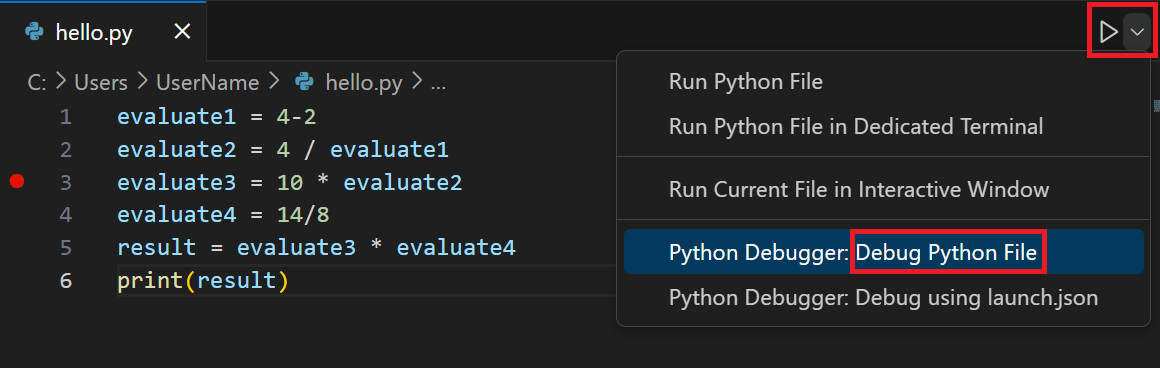 hello.py
C: > Users > UserName > hello.py > ...
1 evaluate1 = 4-2
2 evaluate2 = 4 / evaluate1
3 evaluate3 = 10 * evaluate2
4 evaluate4 = 14/8
5 result = evaluate3 * evaluate4
6 print(result)
Run Python File
Run Python File in Dedicated Terminal
Run Current File in Interactive Window
Python Debugger: Debug Python File
Python Debugger: Debug using launch.json